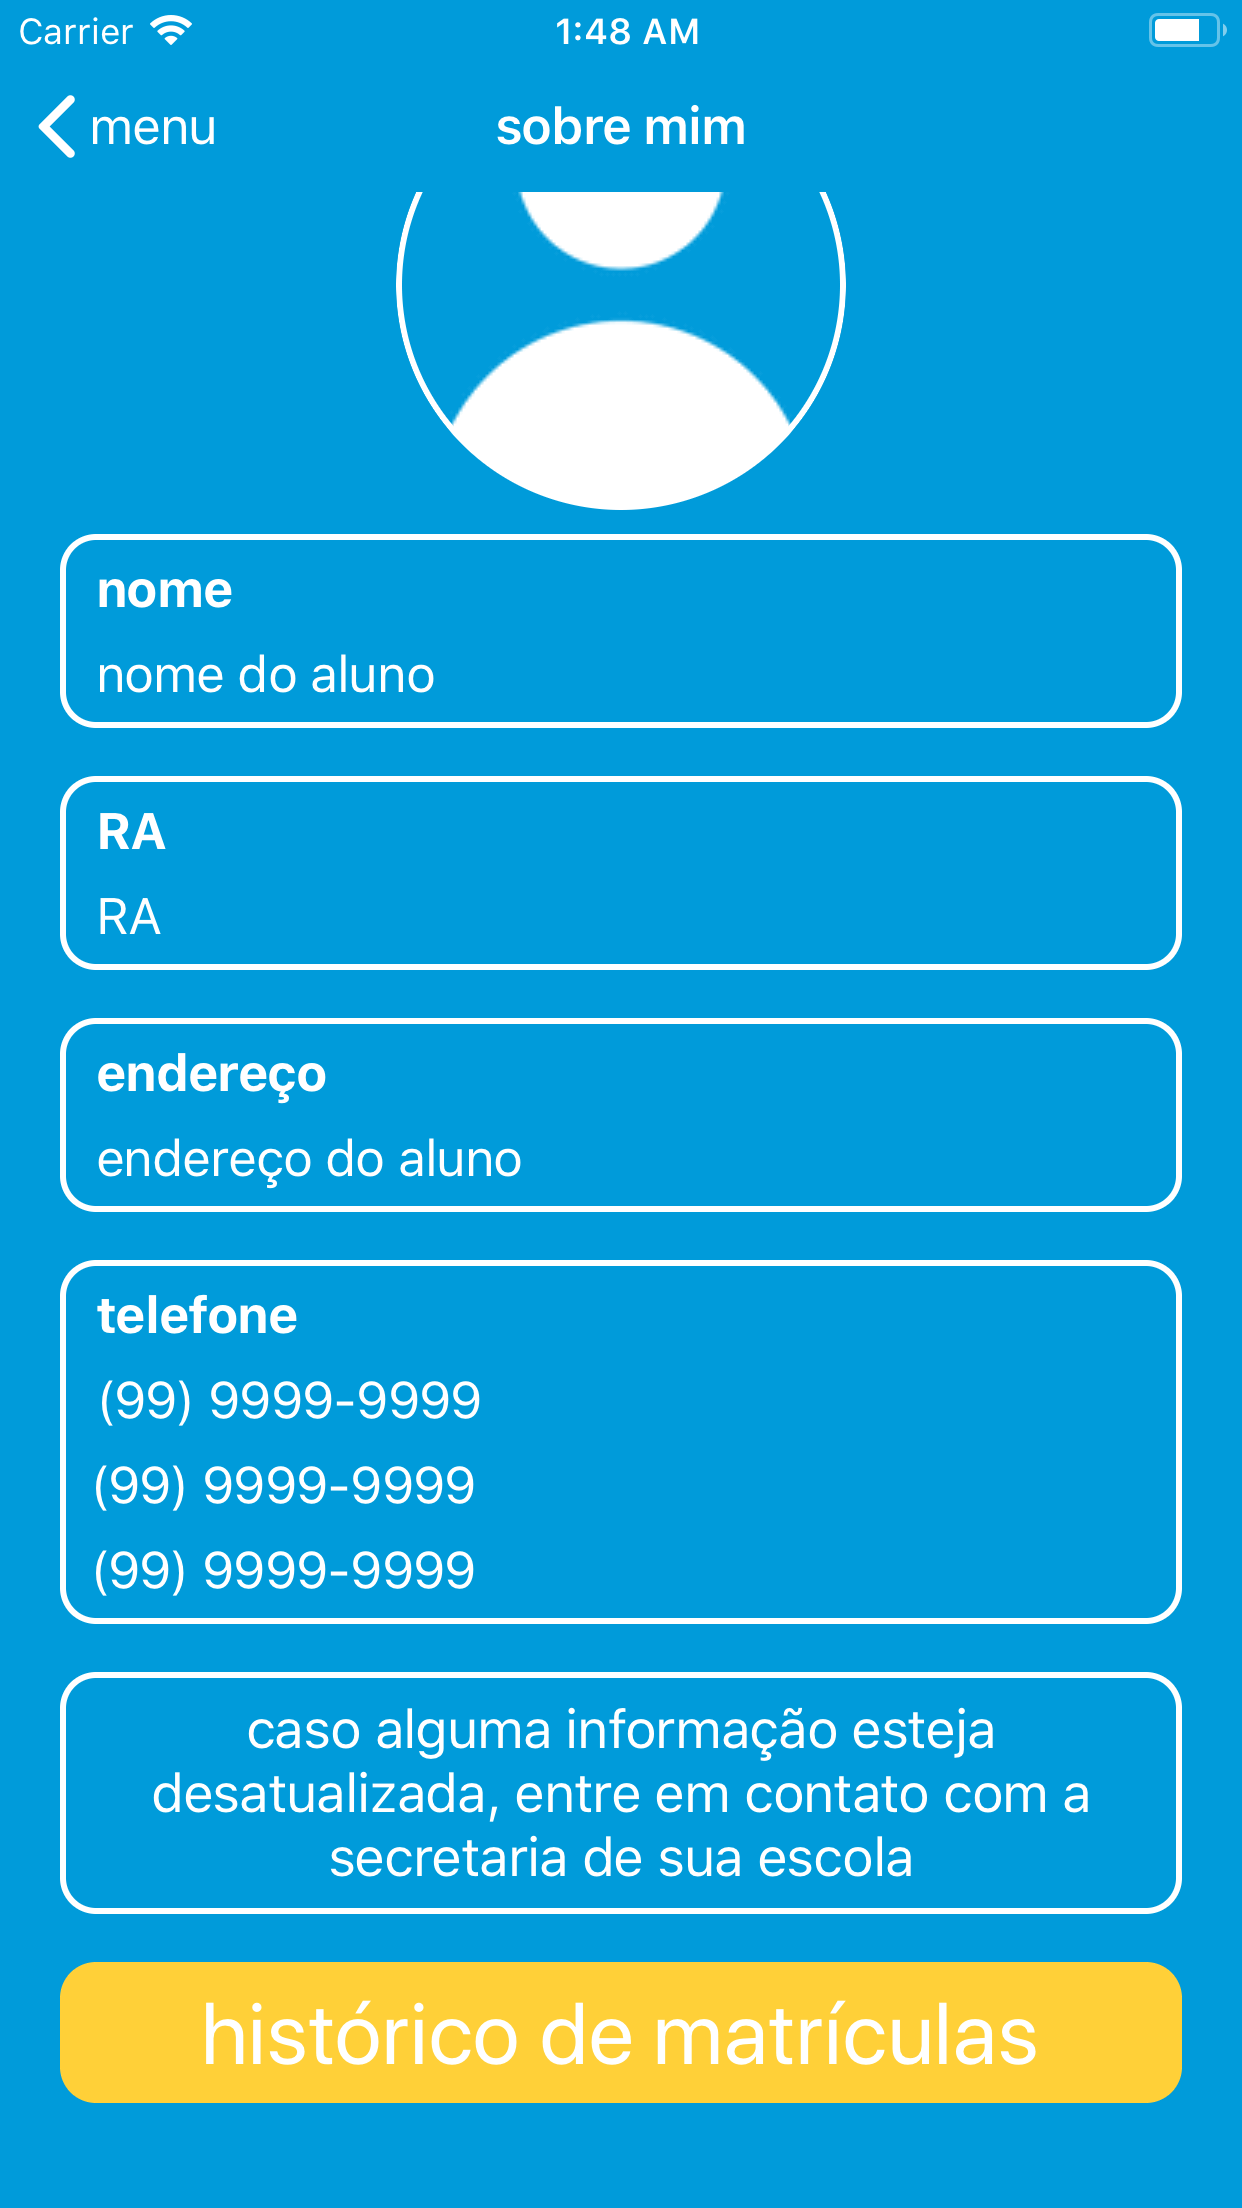 Carrier
1:48 AM
menu
sobre mim
nome
nome do aluno
RA
RA
endereço
endereço do aluno
telefone
(99) 9999-9999
(99) 9999-9999
(99) 9999-9999
caso alguma informação esteja
desatualizada, entre em contato com a
secretaria de sua escola
histórico de matrículas